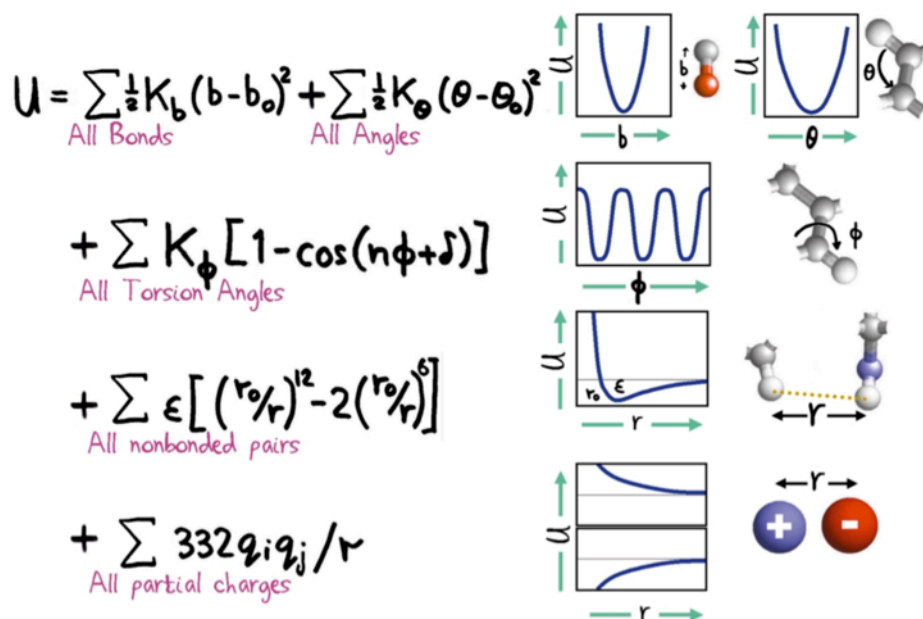 U = ∑½K_b(b-b₀)² + ∑½K_θ(θ-θ₀)²
All Bonds
All Angles
+ ∑ K_ϕ[1-cos(nϕ+δ)]
All Torsion Angles
+ ∑ ε[(r₀/r)¹²-2(r₀/r)⁶]
All nonbonded pairs
+ ∑ 332qᵢqⱼ/r
All partial charges
U
b
b
U
θ
θ
U
ϕ
ϕ
U
r₀
ε
r
r
U
r
r
+
-